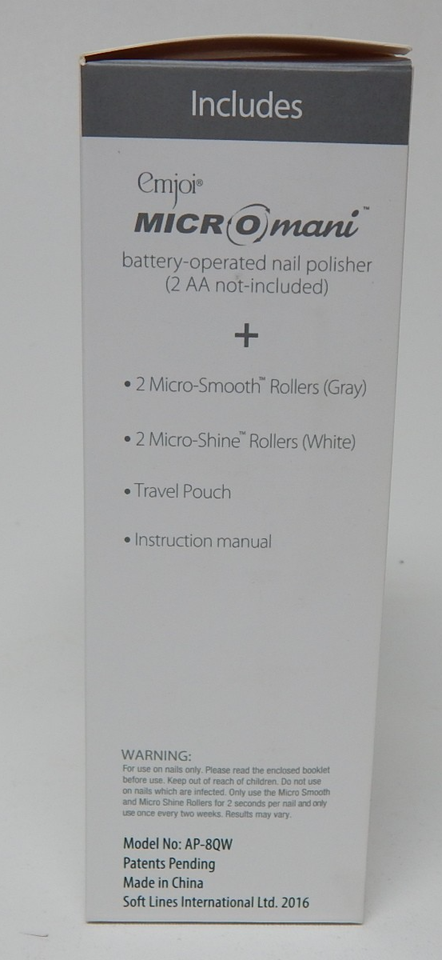 Includes
emjoi®
MICROmani™
battery-operated nail polisher
(2 AA not-included)
+
• 2 Micro-Smooth™ Rollers (Gray)
• 2 Micro-Shine™ Rollers (White)
• Travel Pouch
• Instruction manual
WARNING:
For use on nails only. Please read the enclosed booklet
before use. Keep out of reach of children. Do not use
on nails which are infected. Only use the Micro Smooth
and Micro Shine Rollers for 2 seconds per nail and only
use once every two weeks. Results may vary.
Model No: AP-8QW
Patents Pending
Made in China
Soft Lines International Ltd. 2016